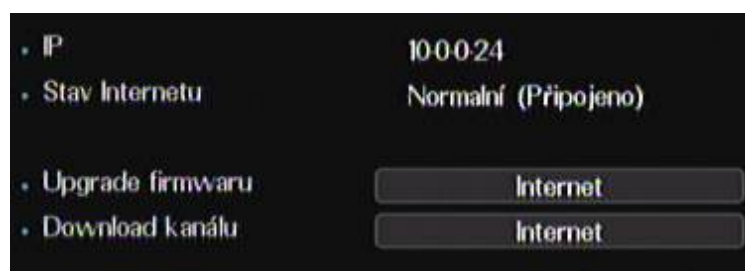 IP 10.0.0.24
Stav Internetu Normalní (Připojeno)
Upgrade firmwaru Internet
Download kanálu Internet